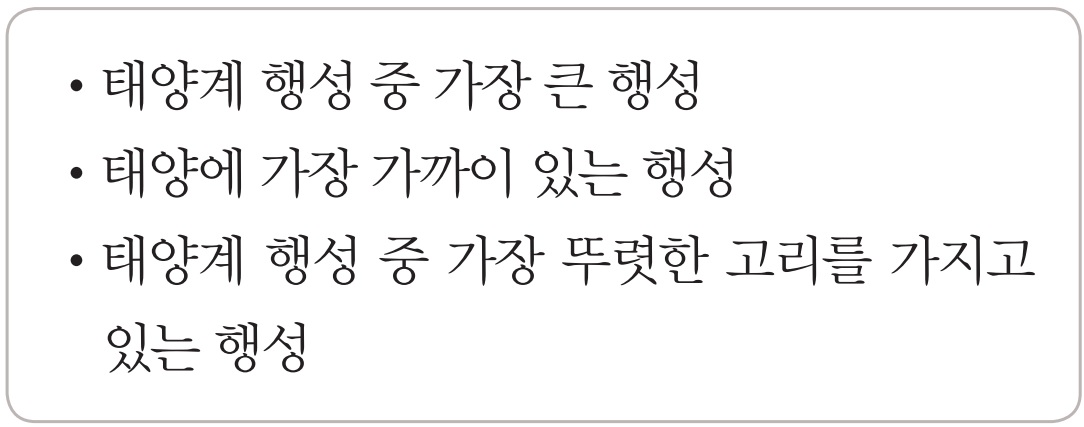 • 태양계 행성 중 가장 큰 행성
• 태양에 가장 가까이 있는 행성
• 태양계 행성 중 가장 뚜렷한 고리를 가지고
있는 행성